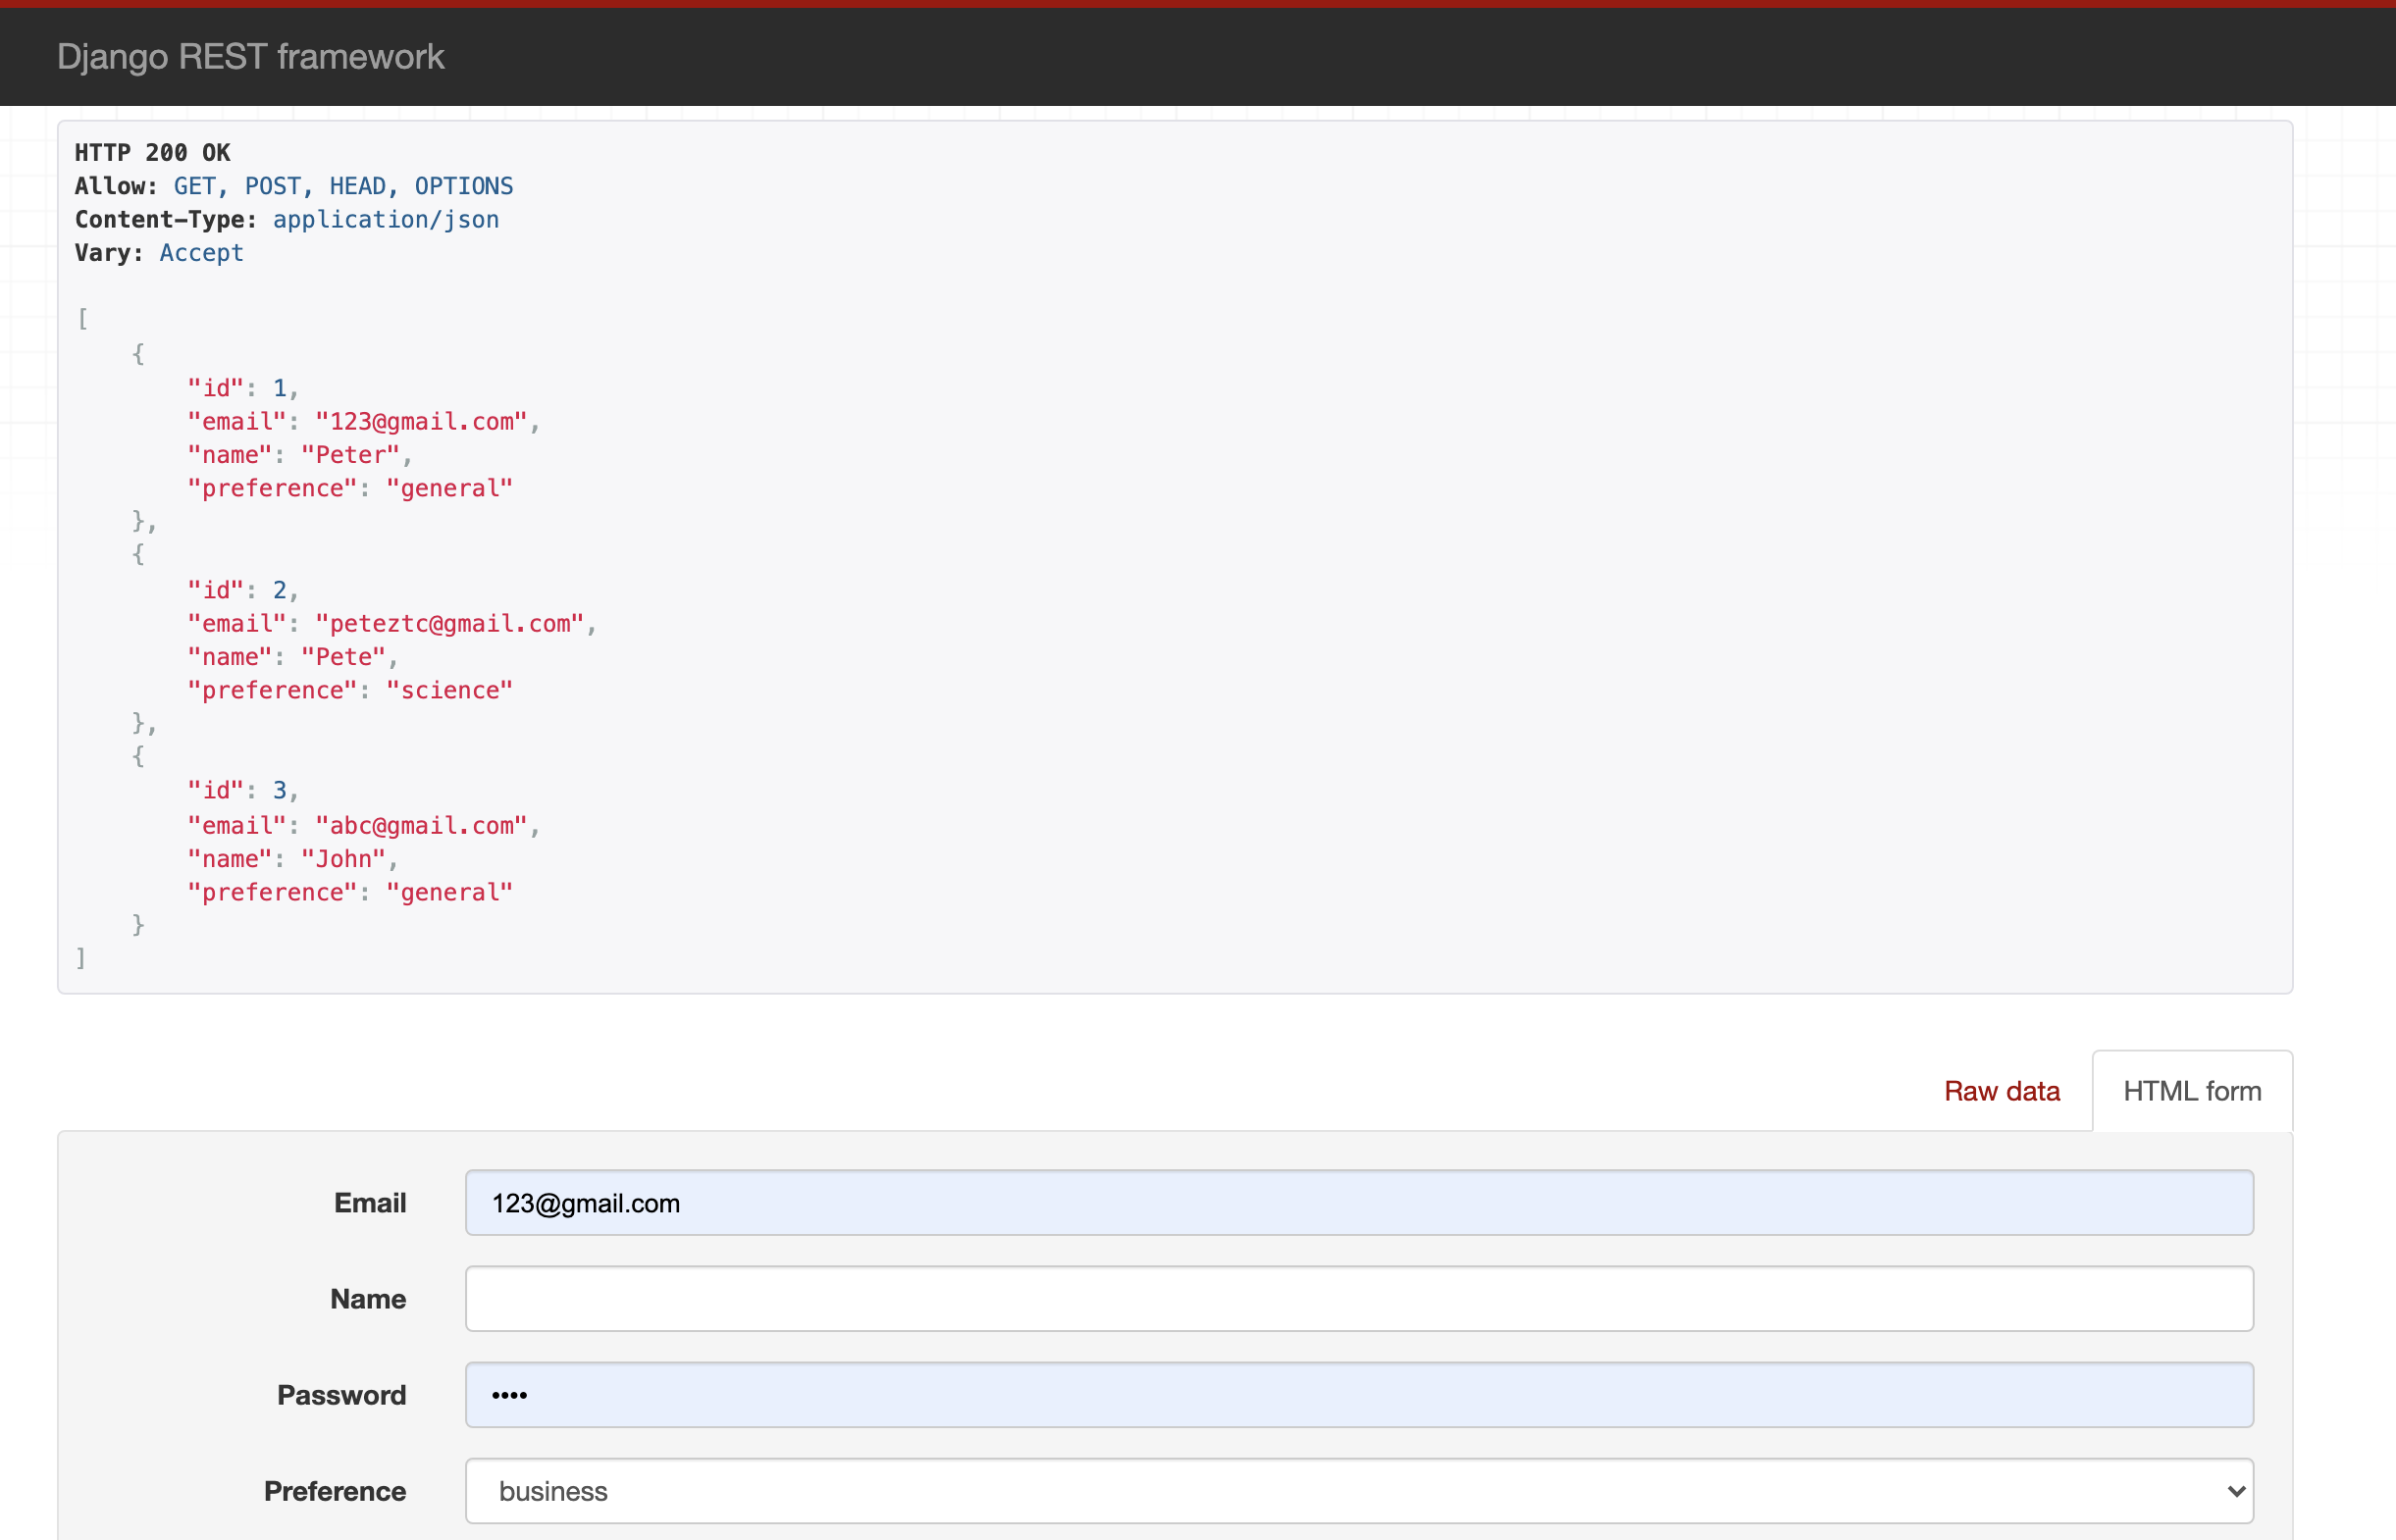 Django REST framework
HTTP 200 OK
Allow: GET, POST, HEAD, OPTIONS
Content-Type: application/json
Vary: Accept
[
    {
        "id": 1,
        "email": "123@gmail.com",
        "name": "Peter",
        "preference": "general"
    },
    {
        "id": 2,
        "email": "peteztc@gmail.com",
        "name": "Pete",
        "preference": "science"
    },
    {
        "id": 3,
        "email": "abc@gmail.com",
        "name": "John",
        "preference": "general"
    }
]
Raw data HTML form
Email 123@gmail.com
Name
Password ••••
Preference business